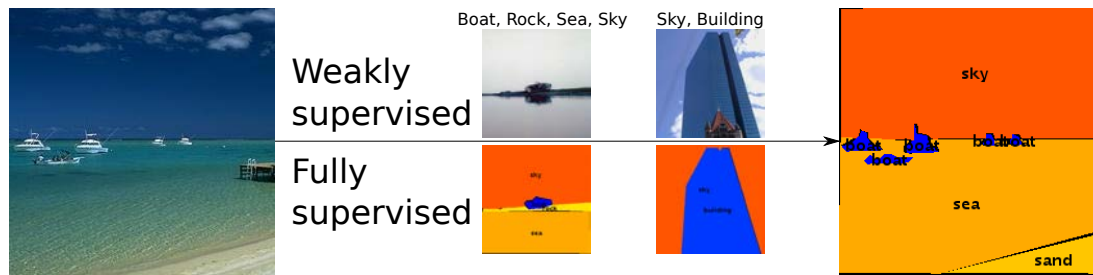 Boat, Rock, Sea, Sky
Sky, Building
Weakly
supervised
Fully
supervised
sky
rock
sea
sky
building
sky
boat
boat
boat
boat
boat
sea
sand